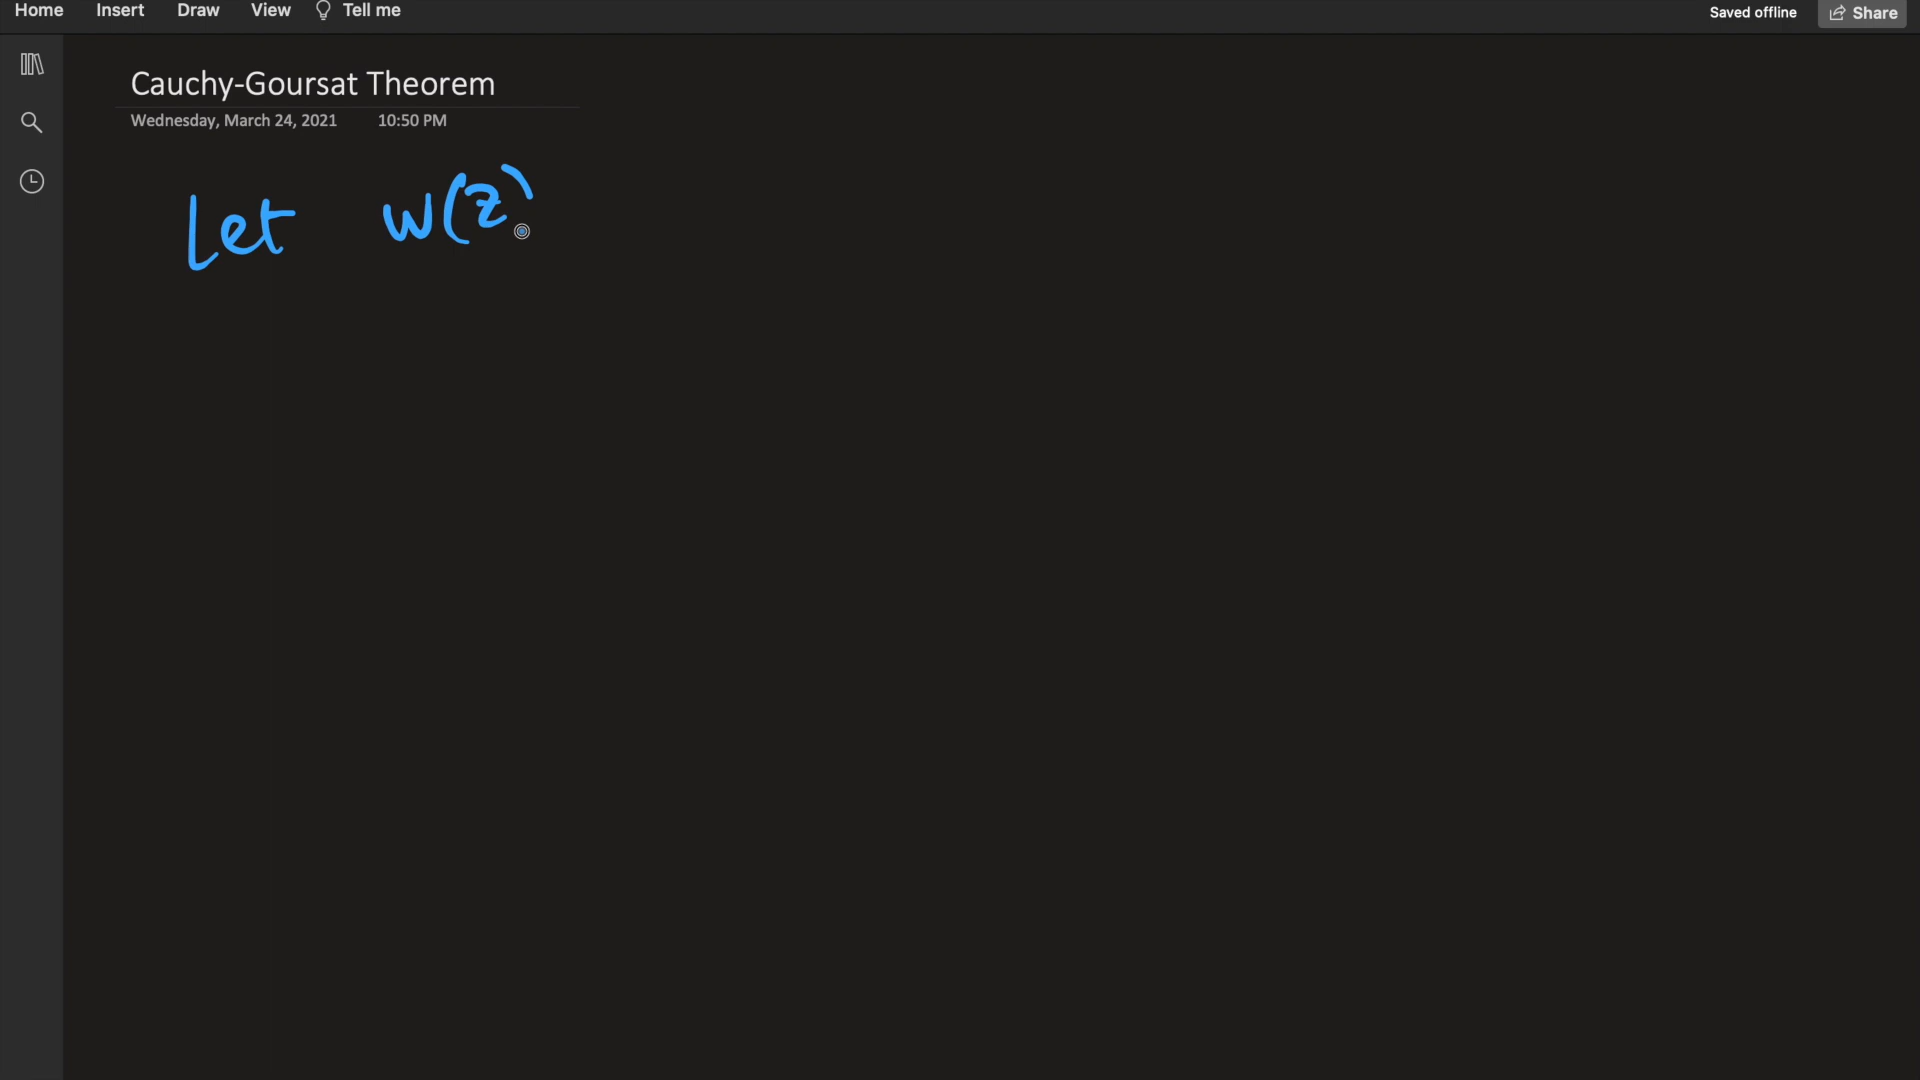 Home Insert Draw View Tell me Saved offline Share
Cauchy-Goursat Theorem
Wednesday, March 24, 2021 10:50 PM
Let w(z)